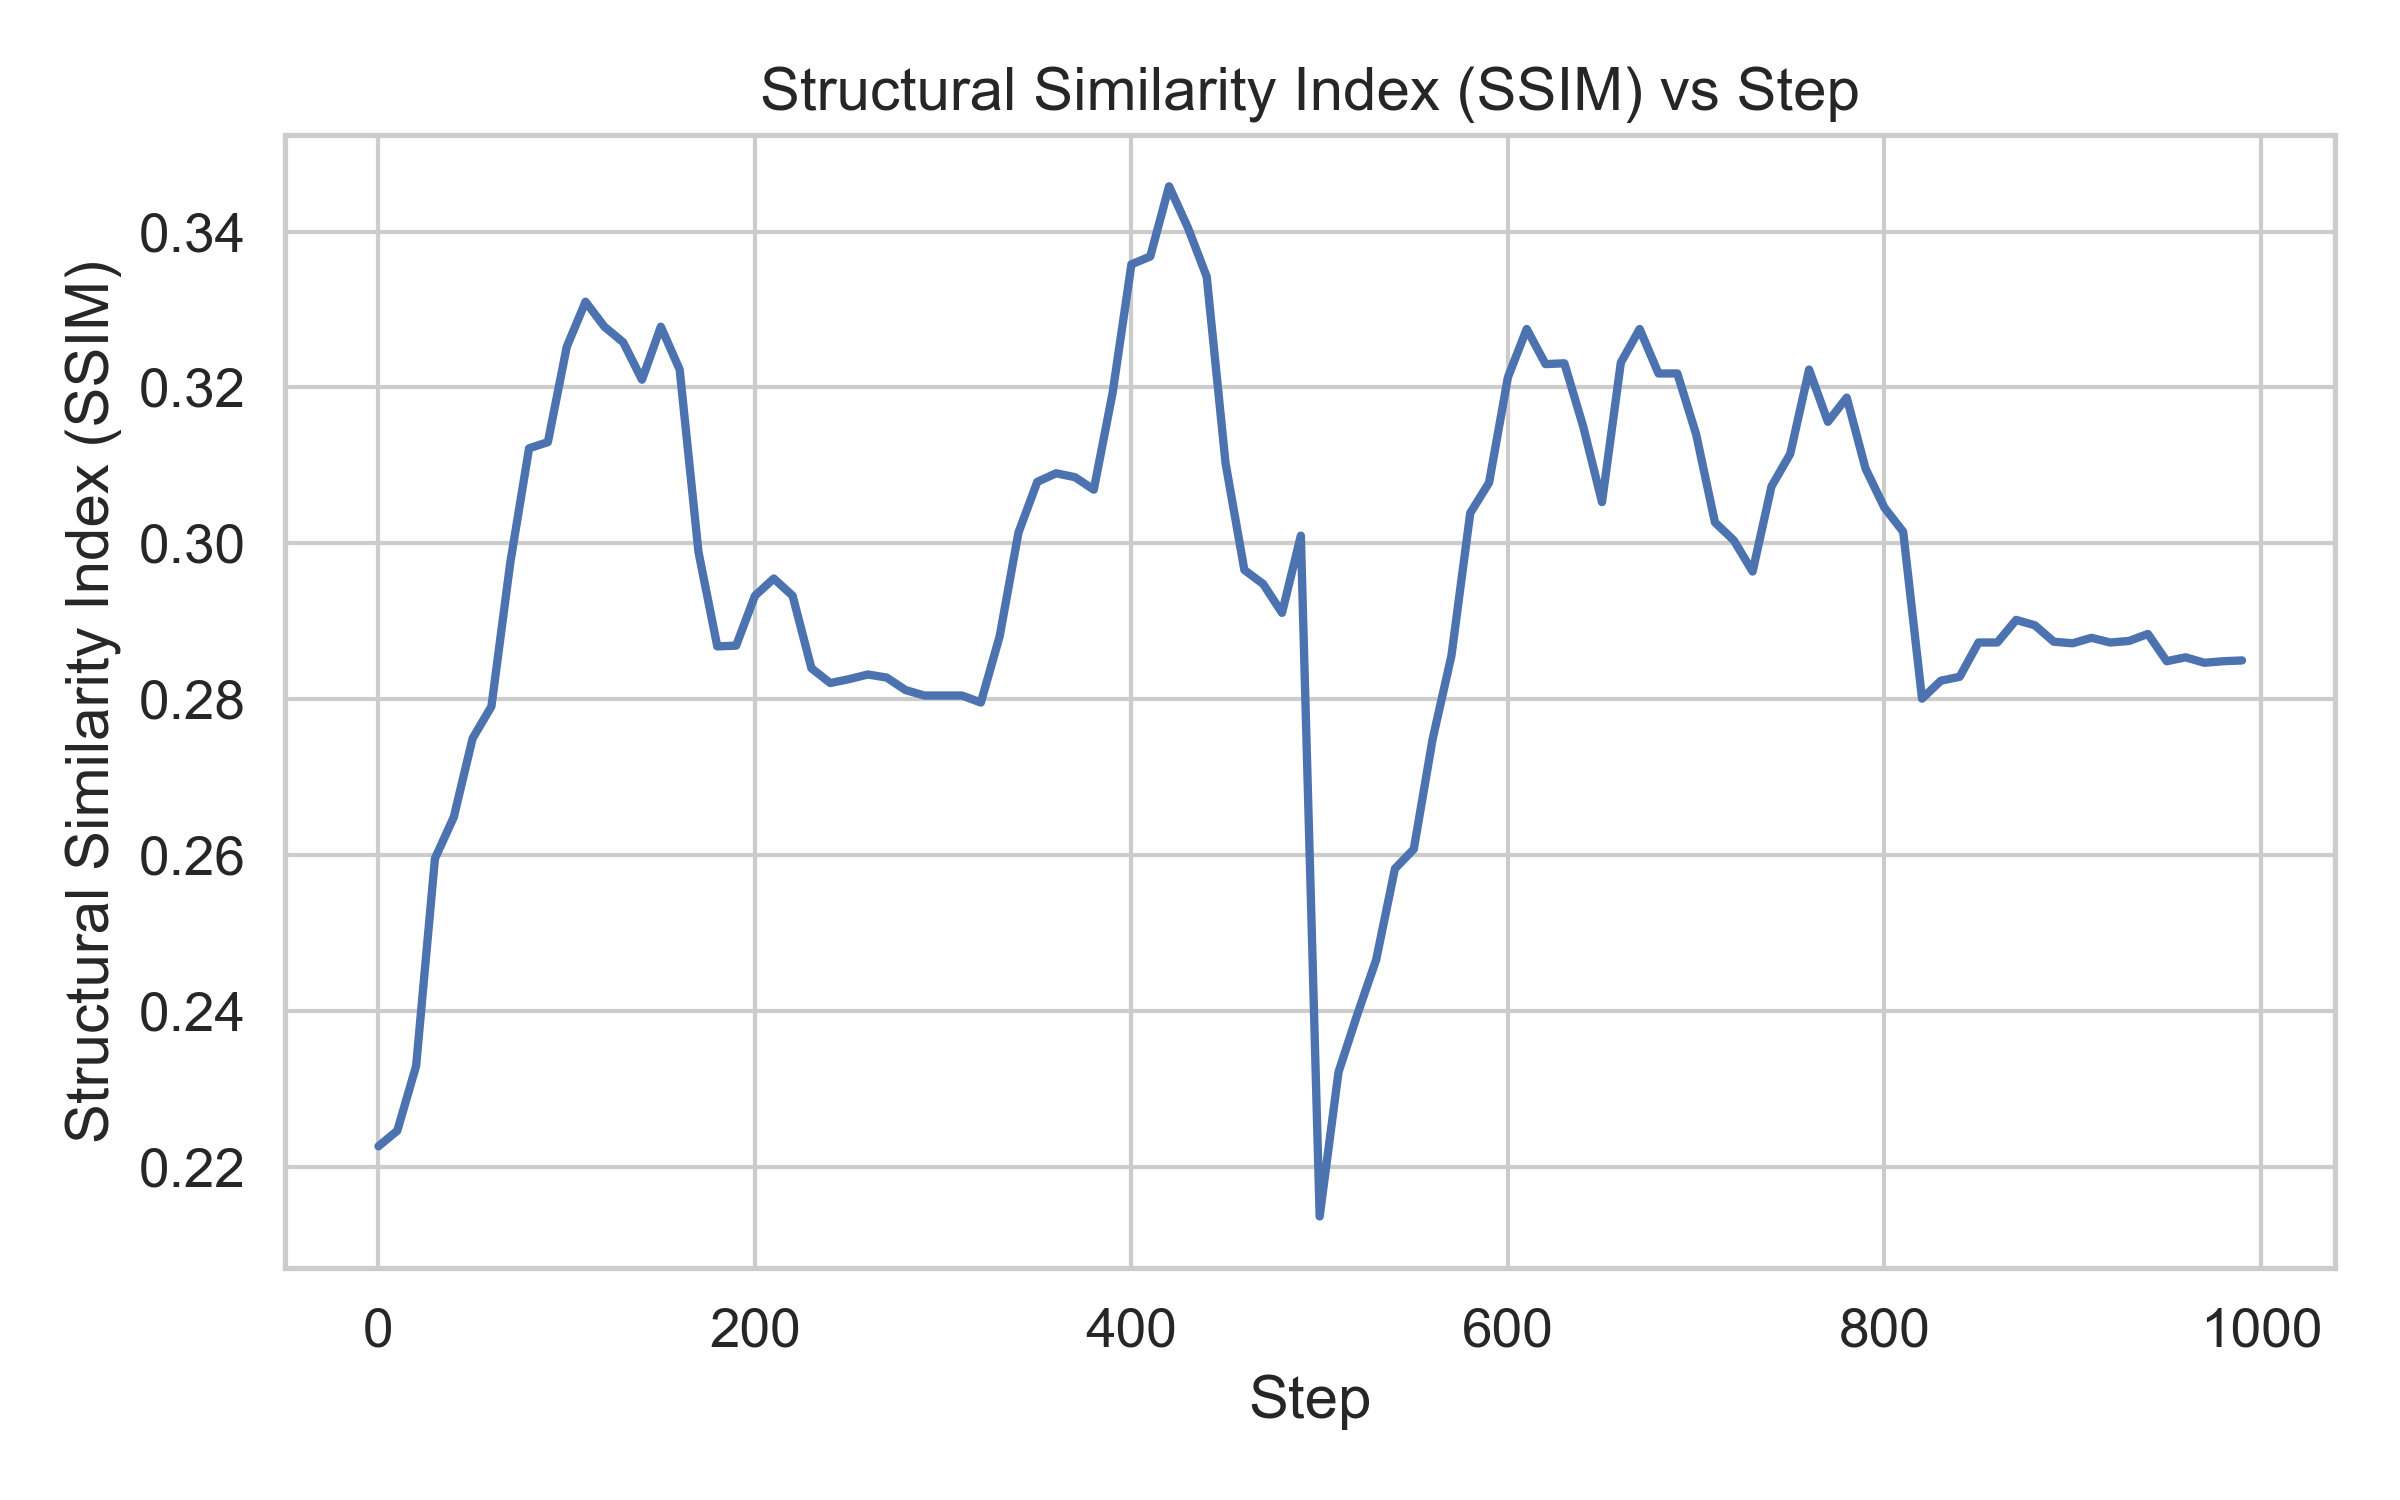 Structural Similarity Index (SSIM) vs Step
Structural Similarity Index (SSIM)
0.34
0.32
0.30
0.28
0.26
0.24
0.22
0 200 400 600 800 1000
Step